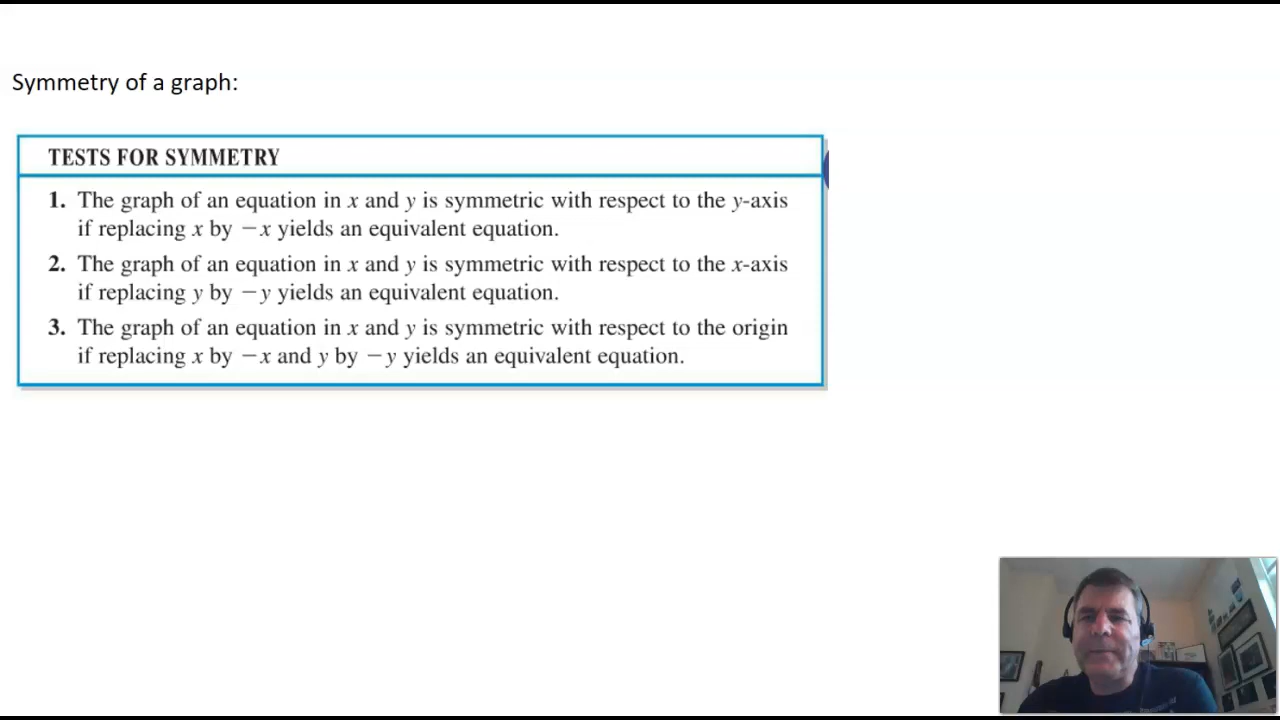 Symmetry of a graph:
TESTS FOR SYMMETRY
1. The graph of an equation in x and y is symmetric with respect to the y-axis
if replacing x by −x yields an equivalent equation.
2. The graph of an equation in x and y is symmetric with respect to the x-axis
if replacing y by −y yields an equivalent equation.
3. The graph of an equation in x and y is symmetric with respect to the origin
if replacing x by −x and y by −y yields an equivalent equation.